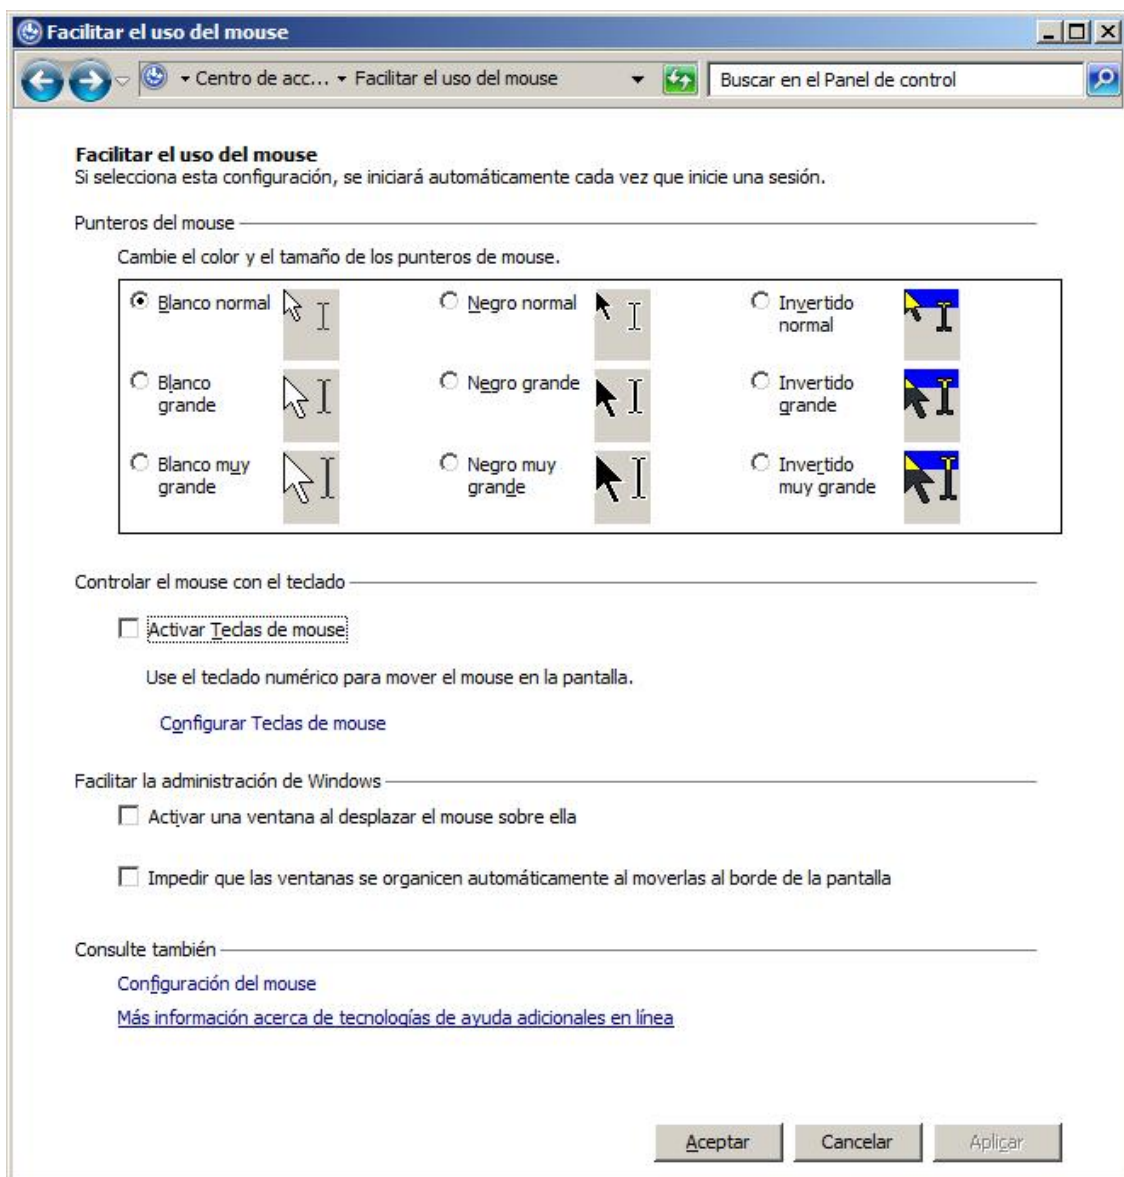 Facilitar el uso del mouse
Centro de acc... Facilitar el uso del mouse
Buscar en el Panel de control
Facilitar el uso del mouse
Si selecciona esta configuración, se iniciará automáticamente cada vez que inicie una sesión.
Punteros del mouse
Cambie el color y el tamaño de los punteros de mouse.
Blanco normal
Negro normal
Invertido
normal
Blanco
grande
Negro grande
Invertido
grande
Blanco muy
grande
Negro muy
grande
Invertido
muy grande
Controlar el mouse con el teclado
Activar Teclas de mouse
Use el teclado numérico para mover el mouse en la pantalla.
Configurar Teclas de mouse
Facilitar la administración de Windows
Activar una ventana al desplazar el mouse sobre ella
Impedir que las ventanas se organicen automáticamente al moverlas al borde de la pantalla
Consulte también
Configuración del mouse
Más información acerca de tecnologías de ayuda adicionales en línea
Aceptar
Cancelar
Aplicar